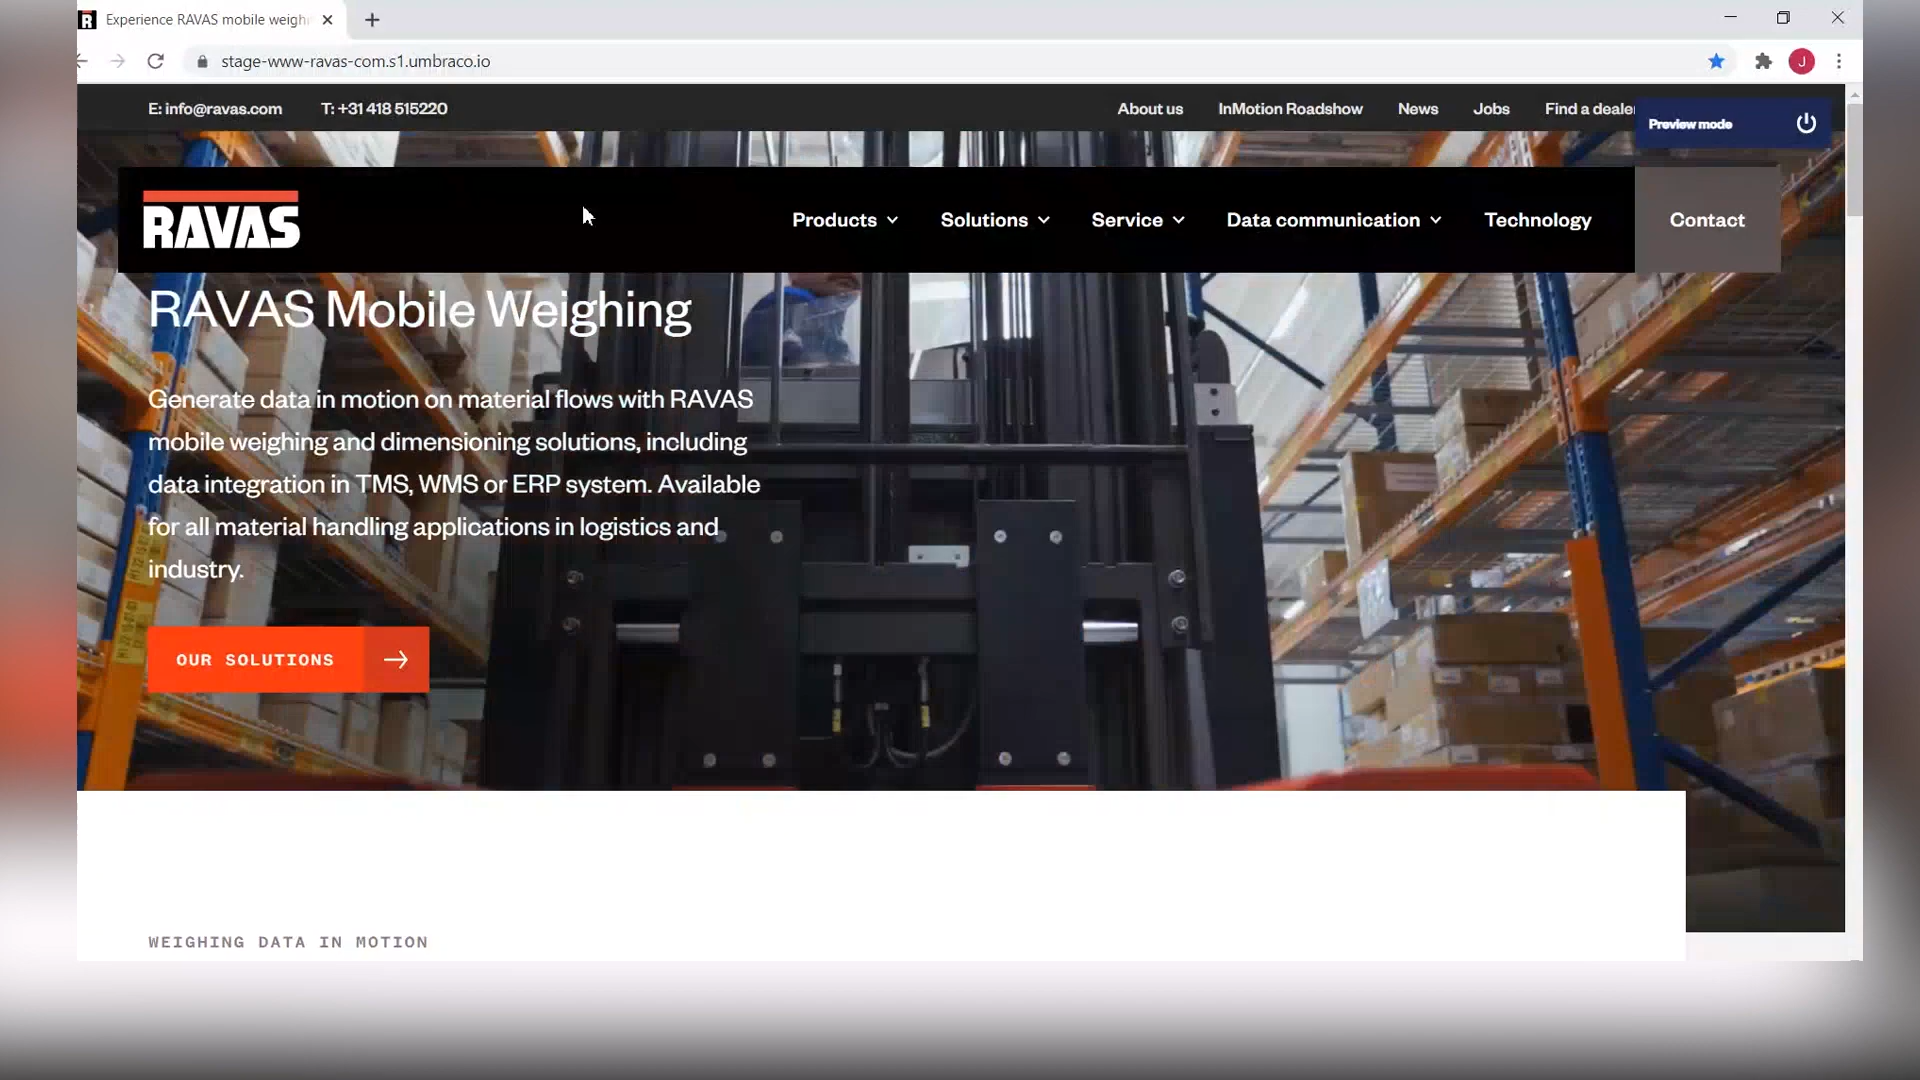 Experience RAVAS mobile weigh
stage-www-ravas-com.s1.umbraco.io
J
E: info@ravas.com T: +31 418 515220 About us InMotion Roadshow News Jobs Find a dealer
Preview mode
RAVAS Products Solutions Service Data communication Technology Contact
RAVAS Mobile Weighing
Generate data in motion on material flows with RAVAS
mobile weighing and dimensioning solutions, including
data integration in TMS, WMS or ERP system. Available
for all material handling applications in logistics and
industry.
OUR SOLUTIONS
WEIGHING DATA IN MOTION